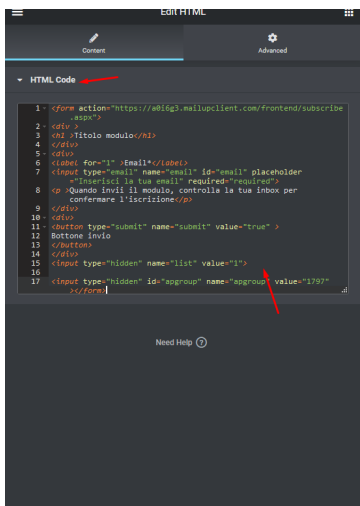 Edit HTML
Content
Advanced
HTML Code
1 <form action="https://a0i6g3.mailupclient.com/frontend/subscribe
.aspx">
2 <div >
3 <h1 >Titolo modulo</h1>
4 </div>
5 <div>
6 <label for="1" >Email*</label>
7 <input type="email" name="email" id="email" placeholder
="Inserisci la tua email" required="required">
8 <p >Quando invii il modulo, controlla la tua inbox per
confermare l'iscrizione</p>
9 </div>
10 <div>
11 <button type="submit" name="submit" value="true" >
12 Bottone invio
13 </button>
14 </div>
15 <input type="hidden" name="list" value="1">
16
17 <input type="hidden" id="apgroup" name="apgroup" value="1797"
></form>
Need Help ?